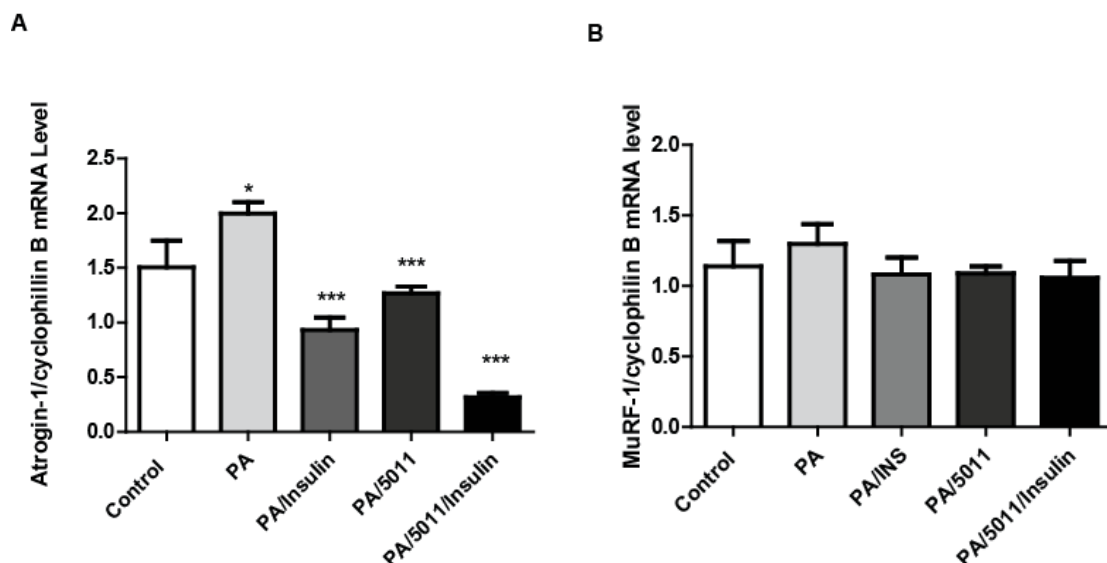 A
Atrogin-1/cyclophillin B mRNA Level
2.5
2.0
1.5
1.0
0.5
0.0
*
***
***
***
Control
PA
PA/Insulin
PA/5011
PA/5011/Insulin
B
MuRF-1/cyclophilin B mRNA level
2.0
1.5
1.0
0.5
0.0
Control
PA
PA/INS
PA/5011
PA/5011/Insulin